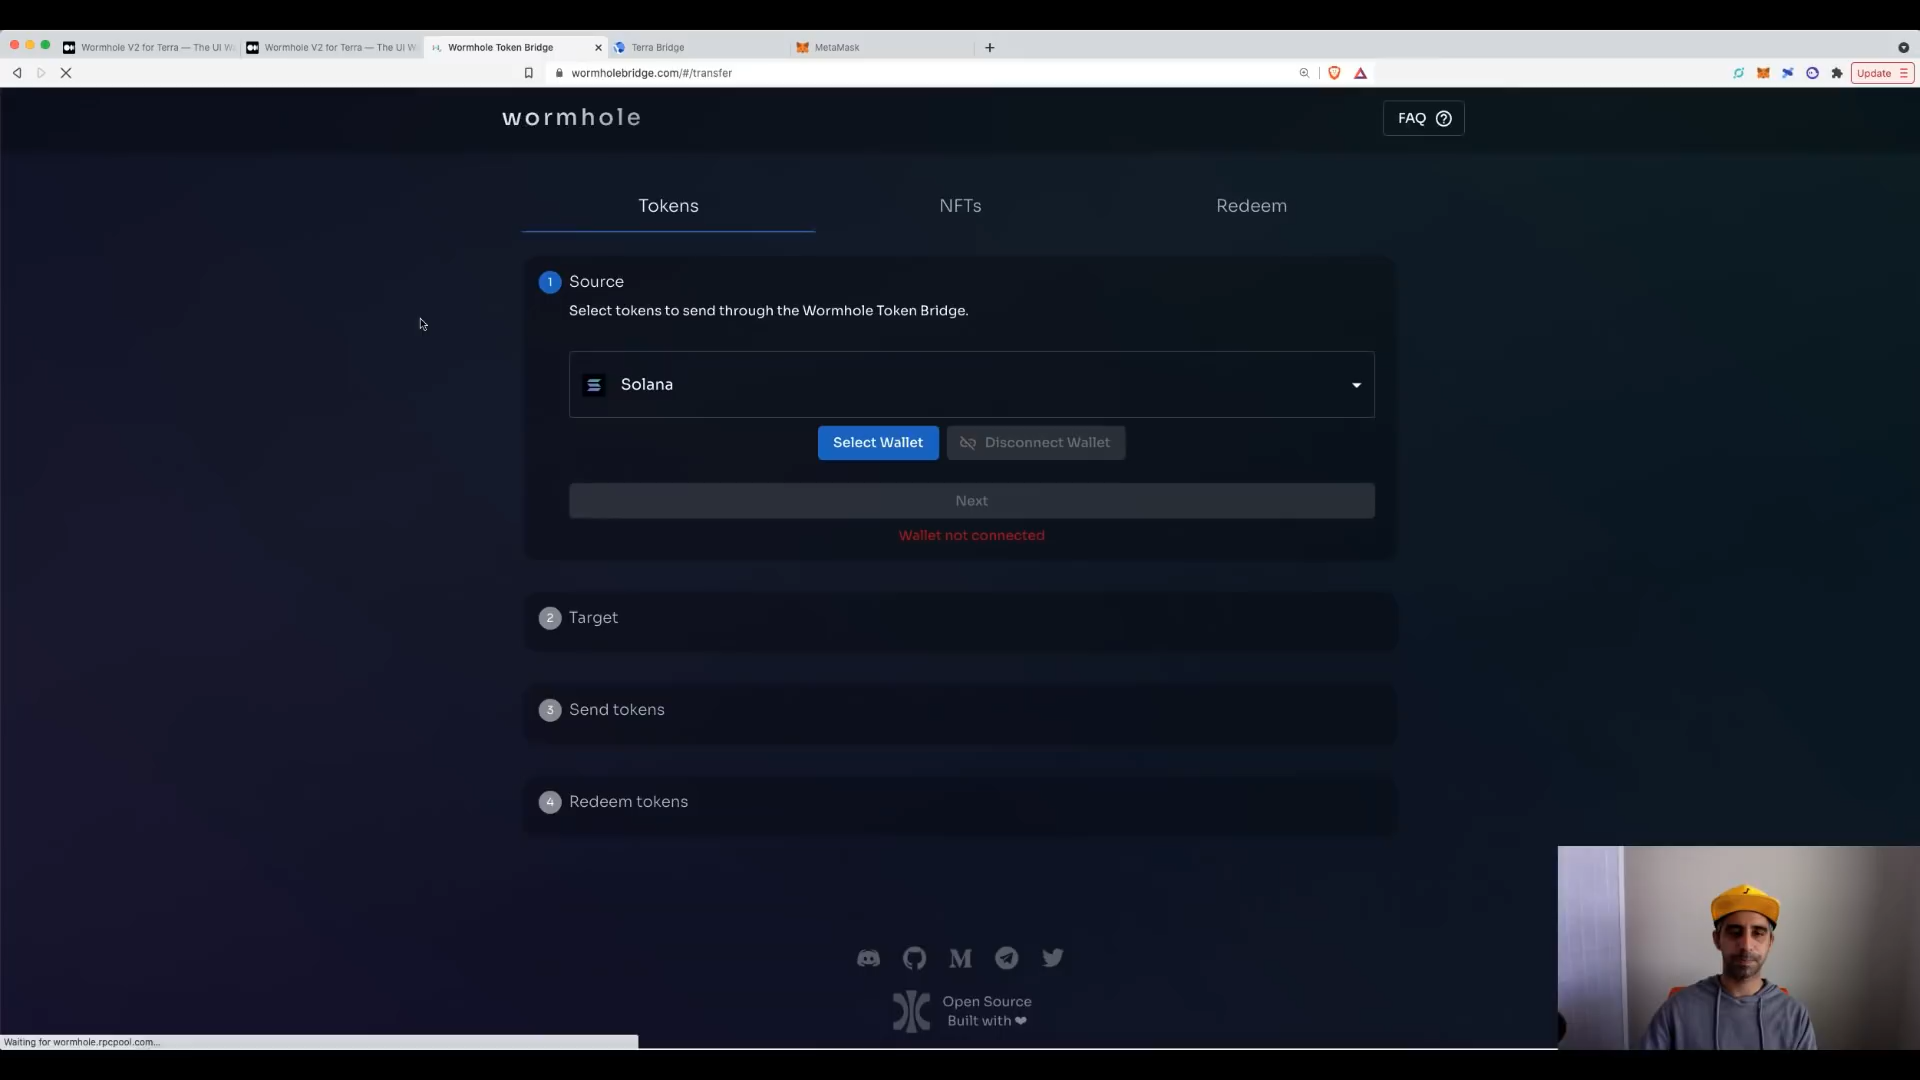 Wormhole V2 for Terra — The UI W
Wormhole V2 for Terra — The UI W
Wormhole Token Bridge
Terra Bridge
MetaMask
wormholebridge.com/#/transfer
Update
wormhole
FAQ
Tokens
NFTs
Redeem
1
Source
Select tokens to send through the Wormhole Token Bridge.
Solana
Select Wallet
Disconnect Wallet
Next
Wallet not connected
2
Target
3
Send tokens
4
Redeem tokens
Open Source
Built with ❤
Waiting for wormhole.rpcpool.com...